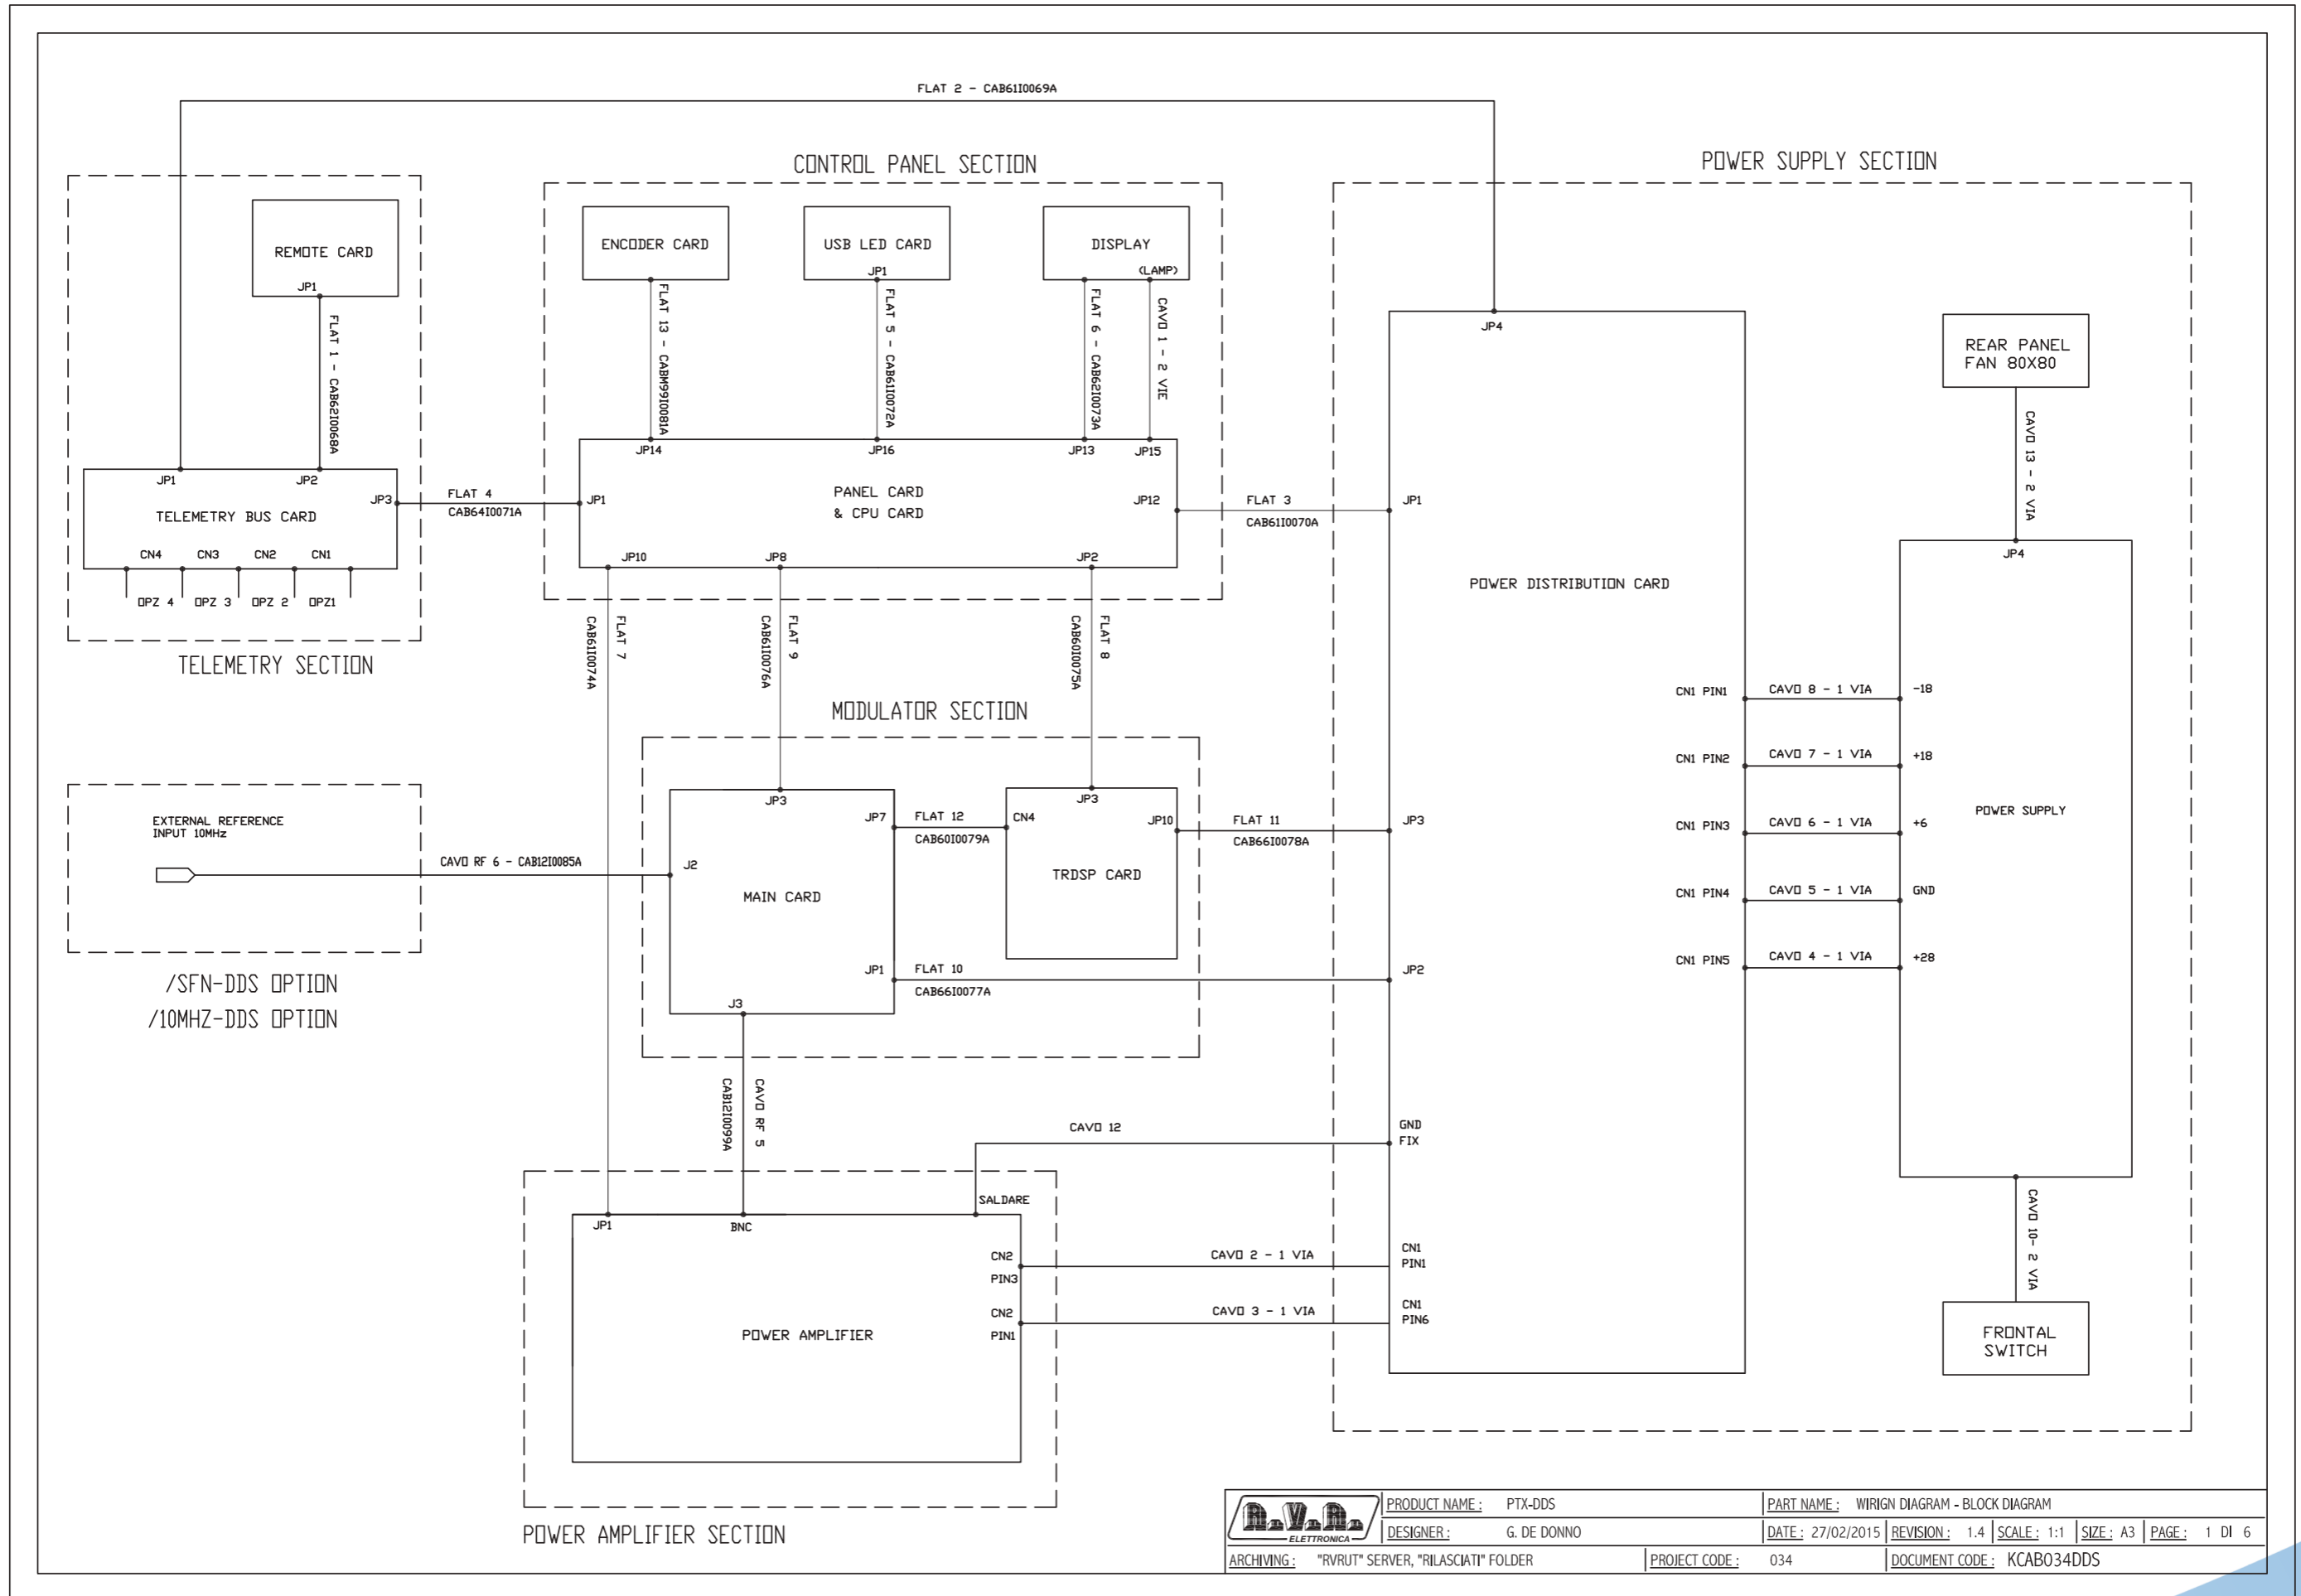 FLAT 2 - CAB61I0069A
CONTROL PANEL SECTION
POWER SUPPLY SECTION
REMOTE CARD
JP1
FLAT 1 - CAB62I0068A
JP1
JP2
JP3
TELEMETRY BUS CARD
CN4
CN3
CN2
CN1
OPZ 4
OPZ 3
OPZ 2
OPZ1
TELEMETRY SECTION
FLAT 4
CAB64I0071A
ENCODER CARD
USB LED CARD
JP1
DISPLAY
(LAMP)
FLAT 13 - CABM99I0081A
FLAT 5 - CAB61I0072A
FLAT 6 - CAB62I0073A
CAVO 1 - 2 VIE
JP14
JP16
JP13
JP15
JP1
PANEL CARD
& CPU CARD
JP12
JP10
JP8
JP2
FLAT 3
CAB61I0070A
FLAT 7
CAB61I0074A
FLAT 9
CAB61I0076A
FLAT 8
CAB60I0075A
MODULATOR SECTION
EXTERNAL REFERENCE
INPUT 10MHz
CAVO RF 6 - CAB12I0085A
/SFN-DDS OPTION
/10MHZ-DDS OPTION
JP3
JP7
J2
MAIN CARD
JP1
J3
FLAT 12
CAB60I0079A
JP3
CN4
JP10
TRDSP CARD
FLAT 11
CAB66I0078A
FLAT 10
CAB66I0077A
CAVO RF 5
CAB12I0099A
CAVO 12
SALDARE
JP1
BNC
CN2
PIN3
CN2
PIN1
POWER AMPLIFIER
CAVO 2 - 1 VIA
CAVO 3 - 1 VIA
POWER AMPLIFIER SECTION
JP4
JP1
POWER DISTRIBUTION CARD
JP3
JP2
GND
FIX
CN1
PIN1
CN1
PIN6
CN1 PIN1
CAVO 8 - 1 VIA
-18
CN1 PIN2
CAVO 7 - 1 VIA
+18
CN1 PIN3
CAVO 6 - 1 VIA
+6
CN1 PIN4
CAVO 5 - 1 VIA
GND
CN1 PIN5
CAVO 4 - 1 VIA
+28
REAR PANEL
FAN 80X80
CAVO 13 - 2 VIA
JP4
POWER SUPPLY
CAVO 10- 2 VIA
FRONTAL
SWITCH
R.V.R.
ELETTRONICA
PRODUCT NAME : PTX-DDS
PART NAME : WIRIGN DIAGRAM - BLOCK DIAGRAM
DESIGNER : G. DE DONNO
DATE : 27/02/2015 REVISION : 1.4 SCALE : 1:1 SIZE : A3 PAGE : 1 DI 6
ARCHIVING : "RVRUT" SERVER, "RILASCIATI" FOLDER
PROJECT CODE : 034
DOCUMENT CODE : KCAB034DDS